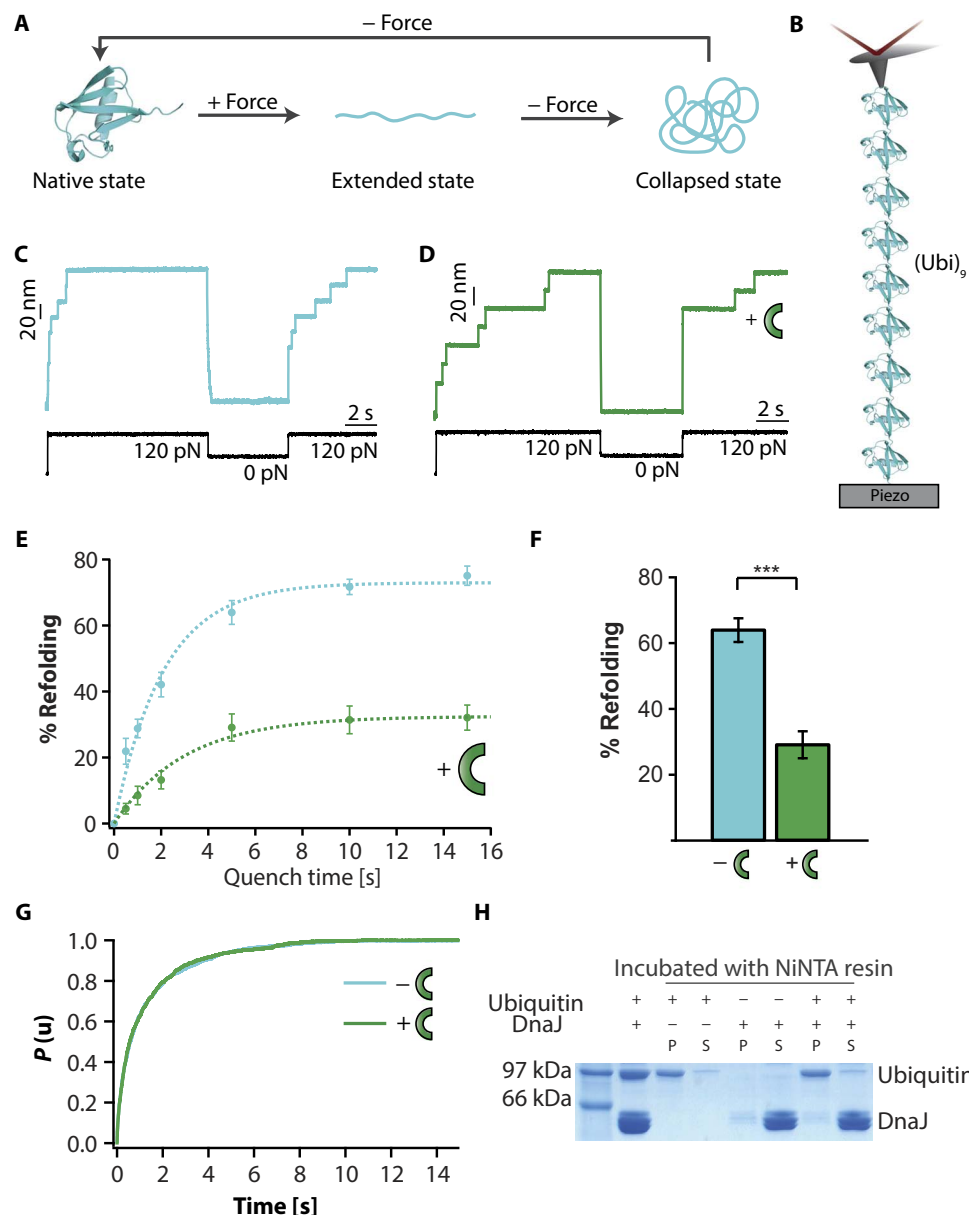 A
– Force
B
+ Force
– Force
Native state
Extended state
Collapsed state
(Ubi)9
Piezo
C
20 nm
2 s
120 pN
0 pN
120 pN
D
20 nm
+
2 s
120 pN
0 pN
120 pN
E
% Refolding
80
60
40
20
0
+
0 2 4 6 8 10 12 14 16
Quench time [s]
F
***
% Refolding
80
60
40
20
– +
G
P (u)
1.0
0.8
0.6
0.4
0.2
0.0
–
+
0 2 4 6 8 10 12 14
Time [s]
H
Incubated with NiNTA resin
Ubiquitin + + + – – + +
DnaJ + – – + + + +
P S P S P S
97 kDa
66 kDa
Ubiquitin
DnaJ